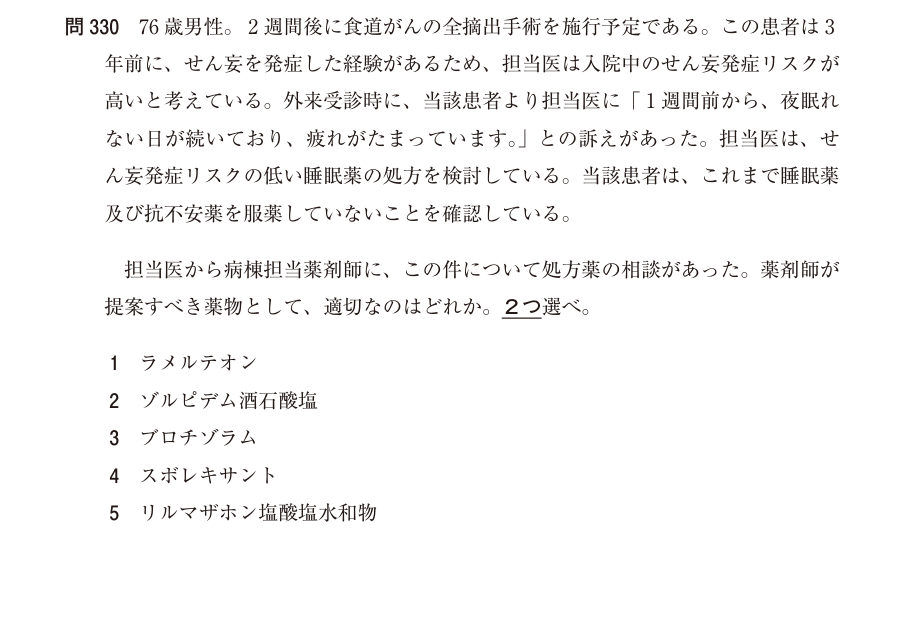 問 330　76 歳男性。２週間後に食道がんの全摘出手術を施行予定である。この患者は３
年前に、せん妄を発症した経験があるため、担当医は入院中のせん妄発症リスクが
高いと考えている。外来受診時に、当該患者より担当医に「１週間前から、夜眠れ
ない日が続いており、疲れがたまっています。」との訴えがあった。担当医は、せ
ん妄発症リスクの低い睡眠薬の処方を検討している。当該患者は、これまで睡眠薬
及び抗不安薬を服薬していないことを確認している。
担当医から病棟担当薬剤師に、この件について処方薬の相談があった。薬剤師が
提案すべき薬物として、適切なのはどれか。２つ選べ。
1　ラメルテオン
2　ゾルピデム酒石酸塩
3　ブロチゾラム
4　スボレキサント
5　リルマザホン塩酸塩水和物